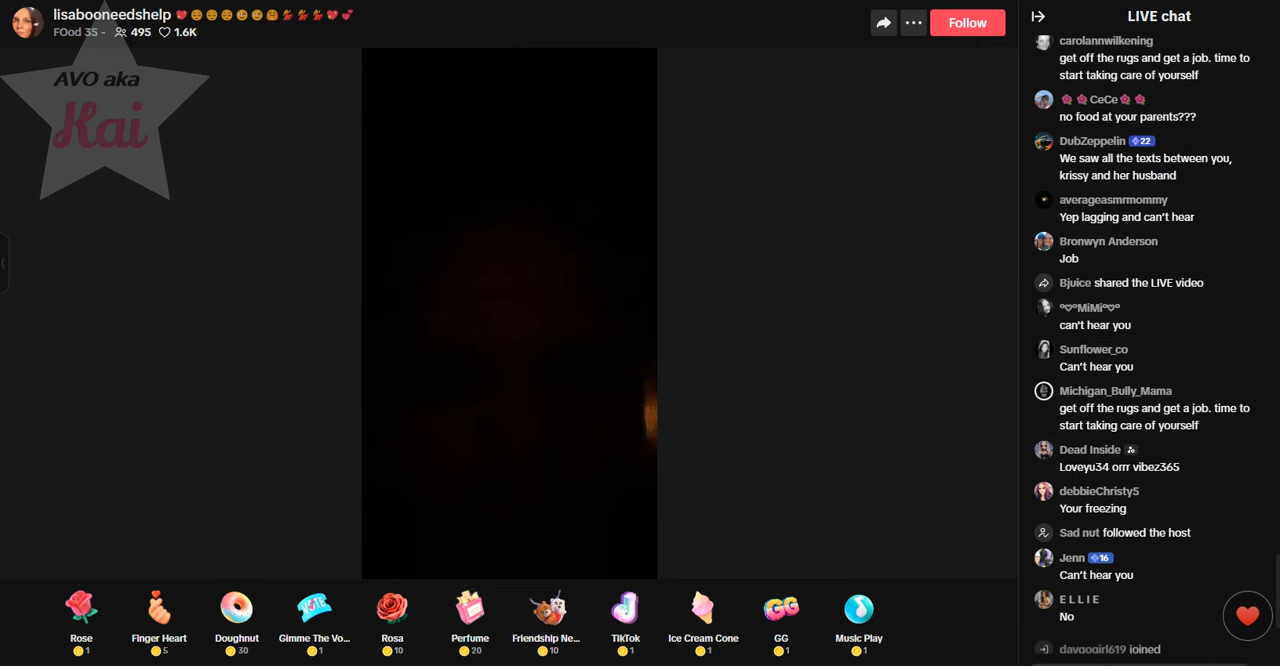 lisabooneedshelp 💖😔😔😔🥲🥲🤗💃💃💃💖💕
FOod 35 - 495 1.6K
Follow
AVO aka
Kai
LIVE chat
carolannwilkening
get off the rugs and get a job. time to
start taking care of yourself
🌺🌺CeCe🌺🌺
no food at your parents???
DubZeppelin 22
We saw all the texts between you,
krissy and her husband
averageasmrmommy
Yep lagging and can't hear
Bronwyn Anderson
Job
Bjuice shared the LIVE video
ᵒ♡ᵒMiMiᵒ♡ᵒ
can't hear you
Sunflower_co
Can't hear you
Michigan_Bully_Mama
get off the rugs and get a job. time to
start taking care of yourself
Dead Inside
Loveyu34 orrr vibez365
debbieChristy5
Your freezing
Sad nut followed the host
Jenn 16
Can't hear you
E L L I E
No
davgogirl619 joined
Rose
1
Finger Heart
5
Doughnut
30
Gimme The Vo...
1
Rosa
10
Perfume
20
Friendship Ne...
10
TikTok
1
Ice Cream Cone
1
GG
1
Music Play
1